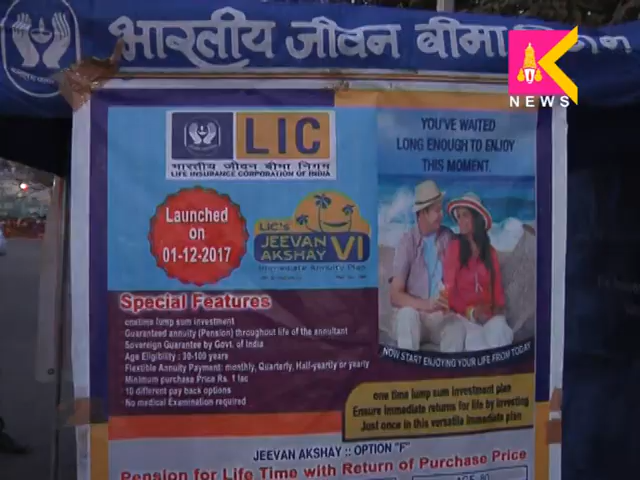 भारतीय जीवन बीमा निगम
K
NEWS
LIC
भारतीय जीवन बीमा निगम
LIFE INSURANCE CORPORATION OF INDIA
YOU'VE WAITED
LONG ENOUGH TO ENJOY
THIS MOMENT.
Launched
on
01-12-2017
LIC's
JEEVAN
AKSHAY VI
Immediate Annuity Plan
Special Features
onetime lump sum investment
Guaranteed annuity (Pension) throughout life of the annuitant
Sovereign Guarantee by Govt. of India
Age Eligibility : 30-100 years
Flexible Annuity Payment: monthly, Quarterly, Half-yeartly or yearly
Minimum purchase Price Rs. 1 lac
10 different pay back options
No medical Examination required
NOW START ENJOYING YOUR LIFE FROM TODAY
one time lump sum investment plan
Ensure immediate returns for life by investing
Just once in this versatile immediate plan
JEEVAN AKSHAY :: OPTION "F"
Pension for Life Time with Return of Purchase Price